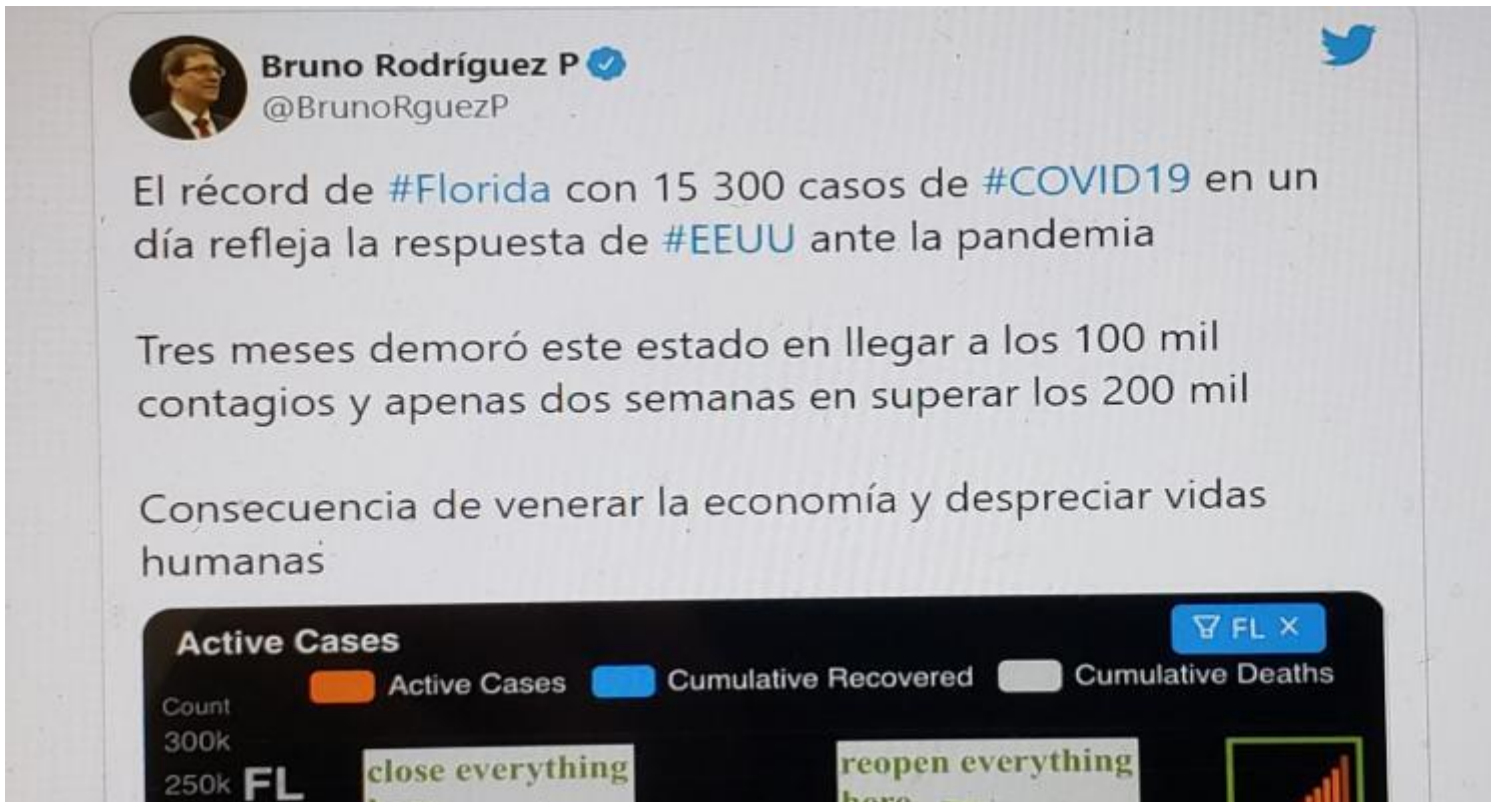 Bruno Rodríguez P
@BrunoRguezP
El récord de #Florida con 15 300 casos de #COVID19 en un
día refleja la respuesta de #EEUU ante la pandemia
Tres meses demoró este estado en llegar a los 100 mil
contagios y apenas dos semanas en superar los 200 mil
Consecuencia de venerar la economía y despreciar vidas
humanas
Active Cases
FL X
Active Cases Cumulative Recovered Cumulative Deaths
Count
300k
250k FL
close everything
reopen everything